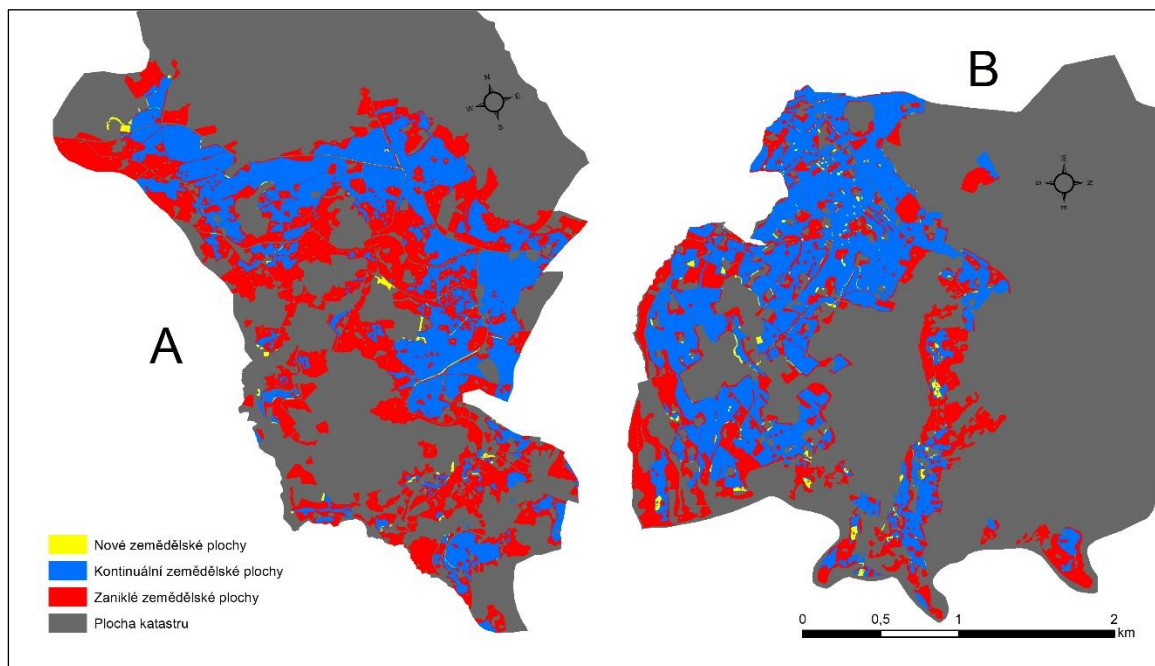 A
B
N
E
S
W
W
N
E
S
Nové zemědělské plochy
Kontinuální zemědělské plochy
Zaniklé zemědělské plochy
Plocha katastru
0 0,5 1 2
km